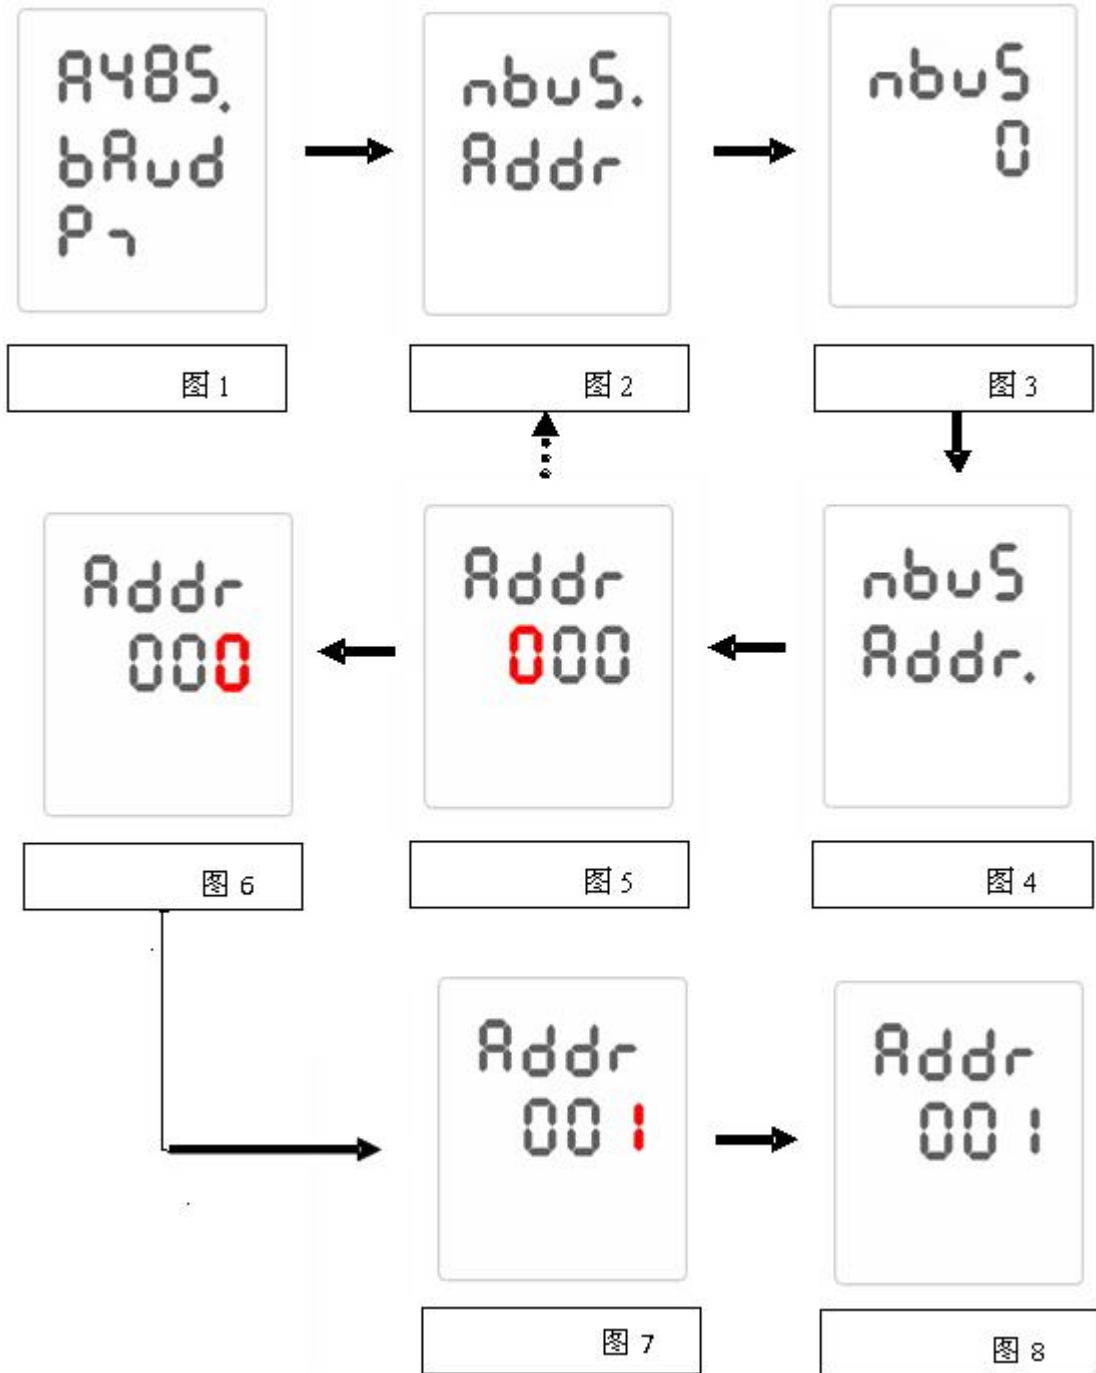 A485.
bAud
Pr
图1
nbuS.
Addr
图2
nbuS
0
图3
Addr
000
图6
Addr
000
图5
nbuS
Addr.
图4
Addr
001
图7
Addr
001
图8